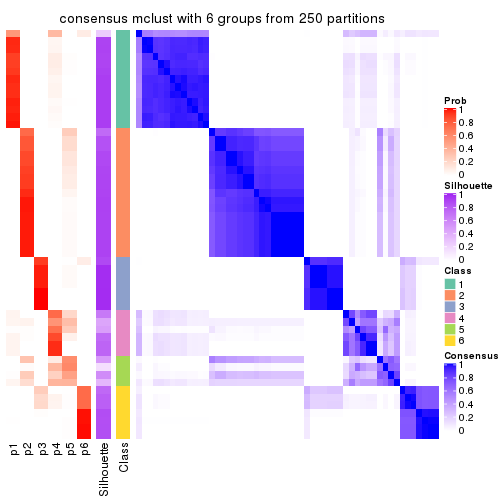 consensus mclust with 6 groups from 250 partitions
Prob
1
0.8
0.6
0.4
0.2
0
Silhouette
1
0.8
0.6
0.4
0.2
0
Class
1
2
3
4
5
6
Consensus
1
0.8
0.6
0.4
0.2
0
p1
p2
p3
p4
p5
p6
Silhouette
Class